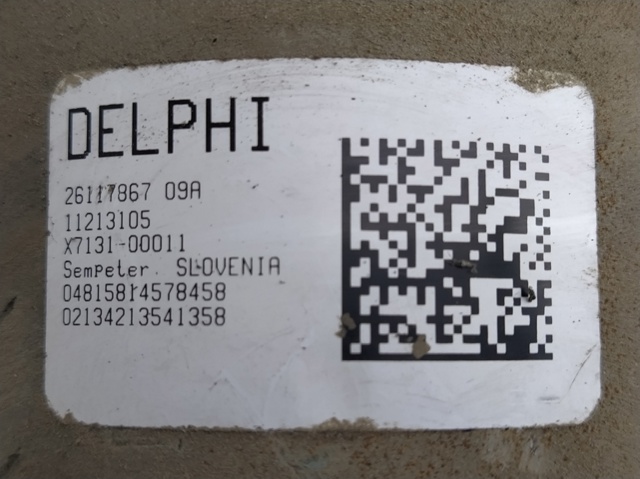 DELPHI
26117867 09A
11213105
X7131-00011
Sempeter. SLOVENIA
04815814578458
02134213541358